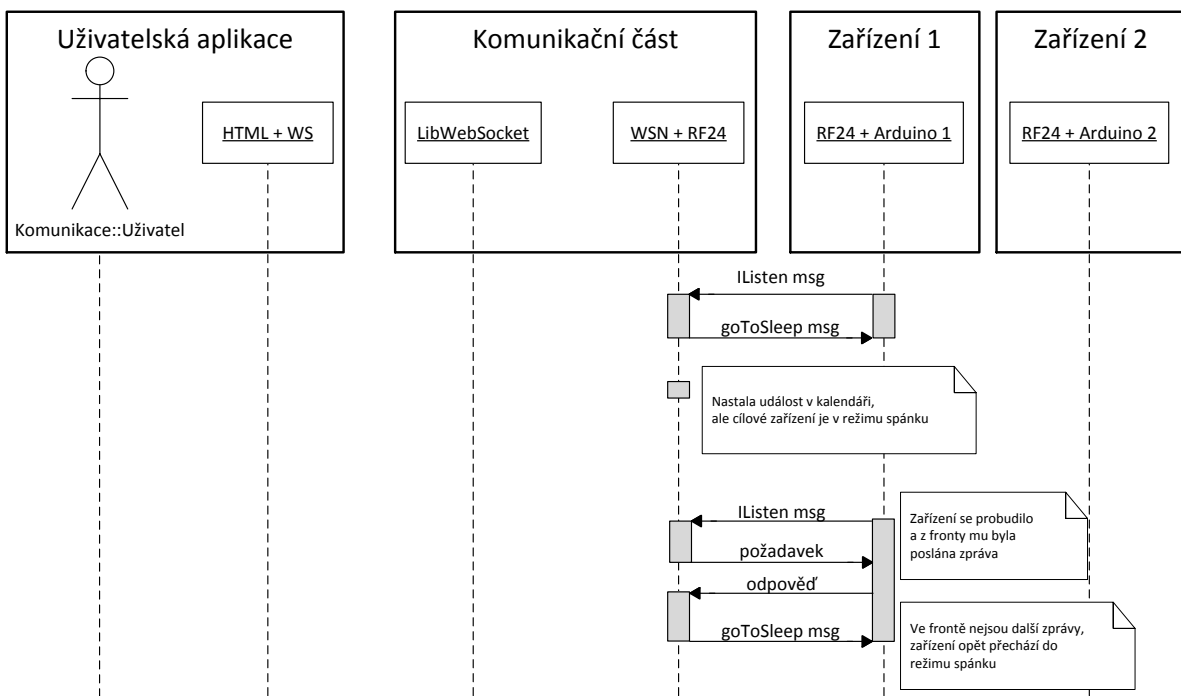 Uživatelská aplikace
Komunikační část
Zařízení 1
Zařízení 2
HTML + WS
LibWebSocket
WSN + RF24
RF24 + Arduino 1
RF24 + Arduino 2
Komunikace::Uživatel
IListen msg
goToSleep msg
Nastala událost v kalendáři,
ale cílové zařízení je v režimu spánku
IListen msg
Zařízení se probudilo
a z fronty mu byla
poslána zpráva
požadavek
odpověď
goToSleep msg
Ve frontě nejsou další zprávy,
zařízení opět přechází do
režimu spánku